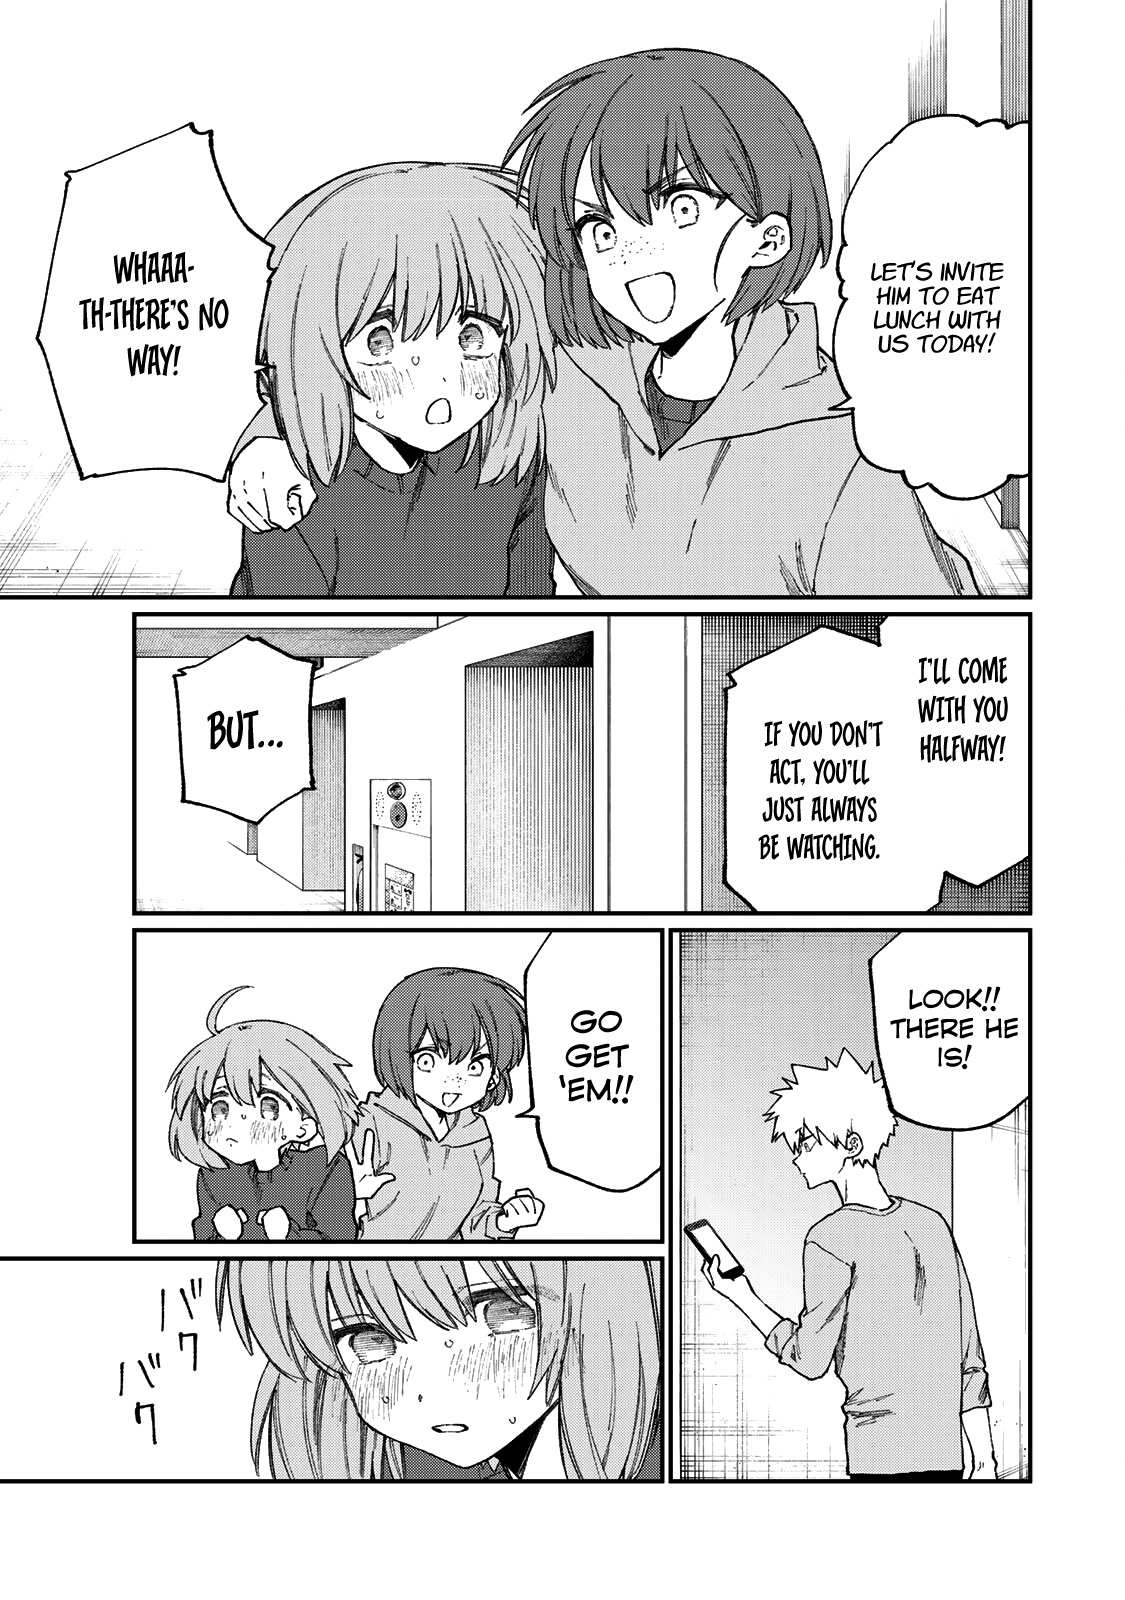 LET'S INVITE
HIM TO EAT
LUNCH WITH
US TODAY!
WHAAA-
TH-THERE'S NO
WAY!
I'LL COME
WITH YOU
HALFWAY!
IF YOU DON'T
ACT, YOU'LL
JUST ALWAYS
BE WATCHING.
BUT...
LOOK!!
THERE HE
IS!
GO
GET
'EM!!
バク
バク